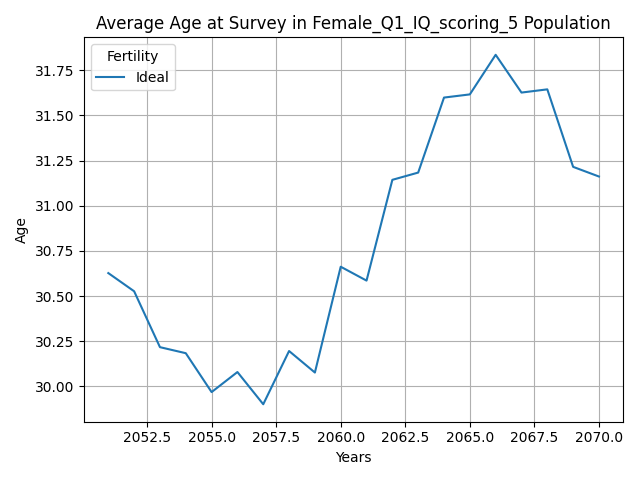 Average Age at Survey in Female_Q1_IQ_scoring_5 Population
Fertility
Ideal
31.75
31.50
31.25
31.00
30.75
30.50
30.25
30.00
Age
2052.5 2055.0 2057.5 2060.0 2062.5 2065.0 2067.5 2070.0
Years